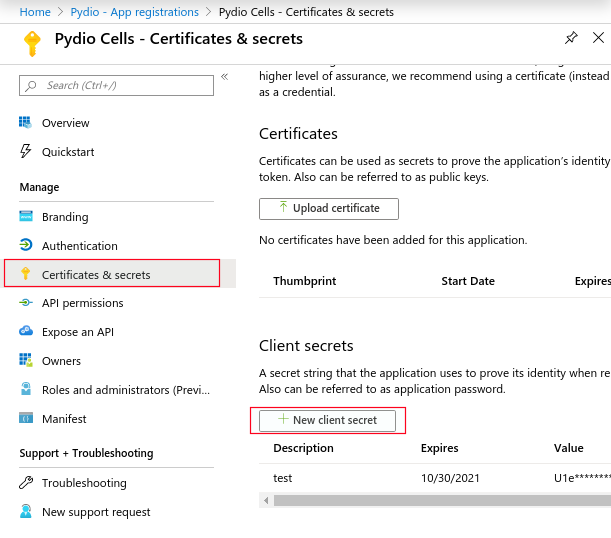 Home > Pydio - App registrations > Pydio Cells - Certificates & secrets
Pydio Cells - Certificates & secrets
Search (Ctrl+/)
Overview
Quickstart
Manage
Branding
Authentication
Certificates & secrets
API permissions
Expose an API
Owners
Roles and administrators (Previ...
Manifest
Support + Troubleshooting
Troubleshooting
New support request
higher level of assurance, we recommend using a certificate (instead
as a credential.
Certificates
Certificates can be used as secrets to prove the application's identity
token. Also can be referred to as public keys.
Upload certificate
No certificates have been added for this application.
Thumbprint Start Date Expires
Client secrets
A secret string that the application uses to prove its identity when re
Also can be referred to as application password.
New client secret
Description Expires Value
test 10/30/2021 U1e********